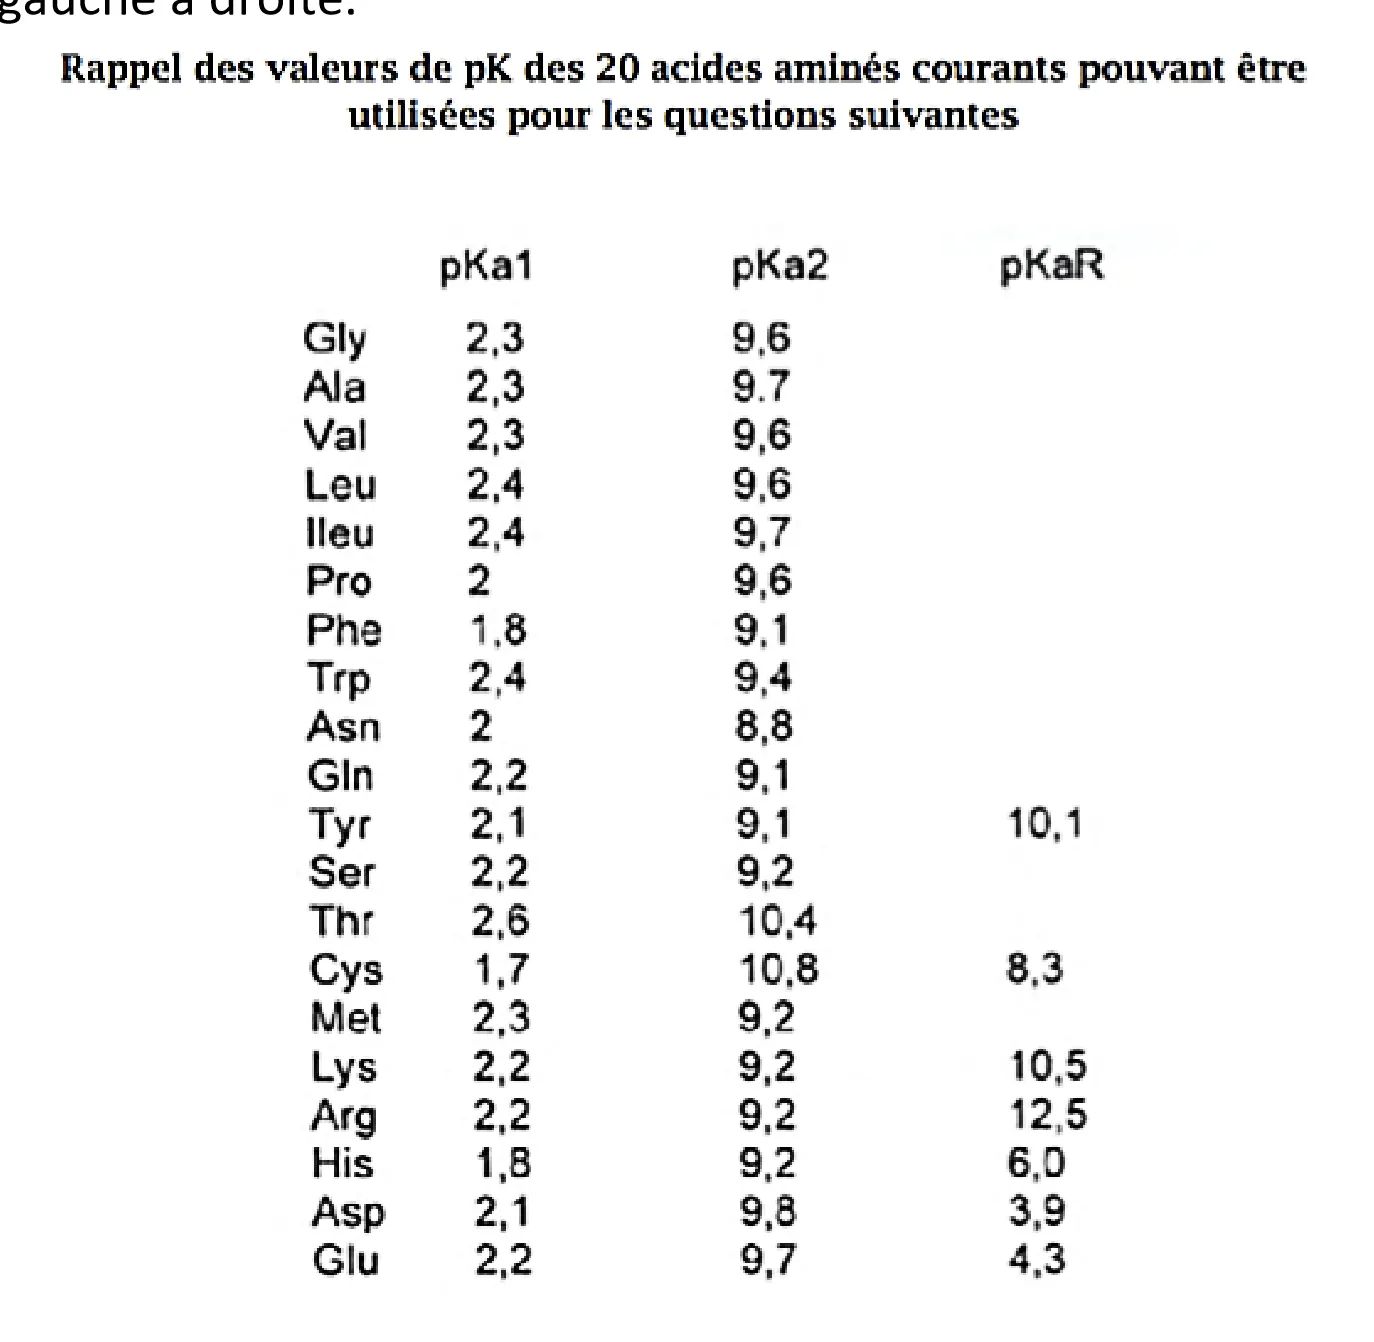 gauche à droite.
Rappel des valeurs de pK des 20 acides aminés courants pouvant être
utilisées pour les questions suivantes
pKa1 pKa2 pKaR
Gly 2,3 9,6
Ala 2,3 9.7
Val 2,3 9,6
Leu 2,4 9,6
Ileu 2,4 9,7
Pro 2 9,6
Phe 1,8 9,1
Trp 2,4 9,4
Asn 2 8,8
Gln 2,2 9,1
Tyr 2,1 9,1 10,1
Ser 2,2 9,2
Thr 2,6 10,4
Cys 1,7 10,8 8,3
Met 2,3 9,2
Lys 2,2 9,2 10,5
Arg 2,2 9,2 12,5
His 1,8 9,2 6,0
Asp 2,1 9,8 3,9
Glu 2,2 9,7 4,3